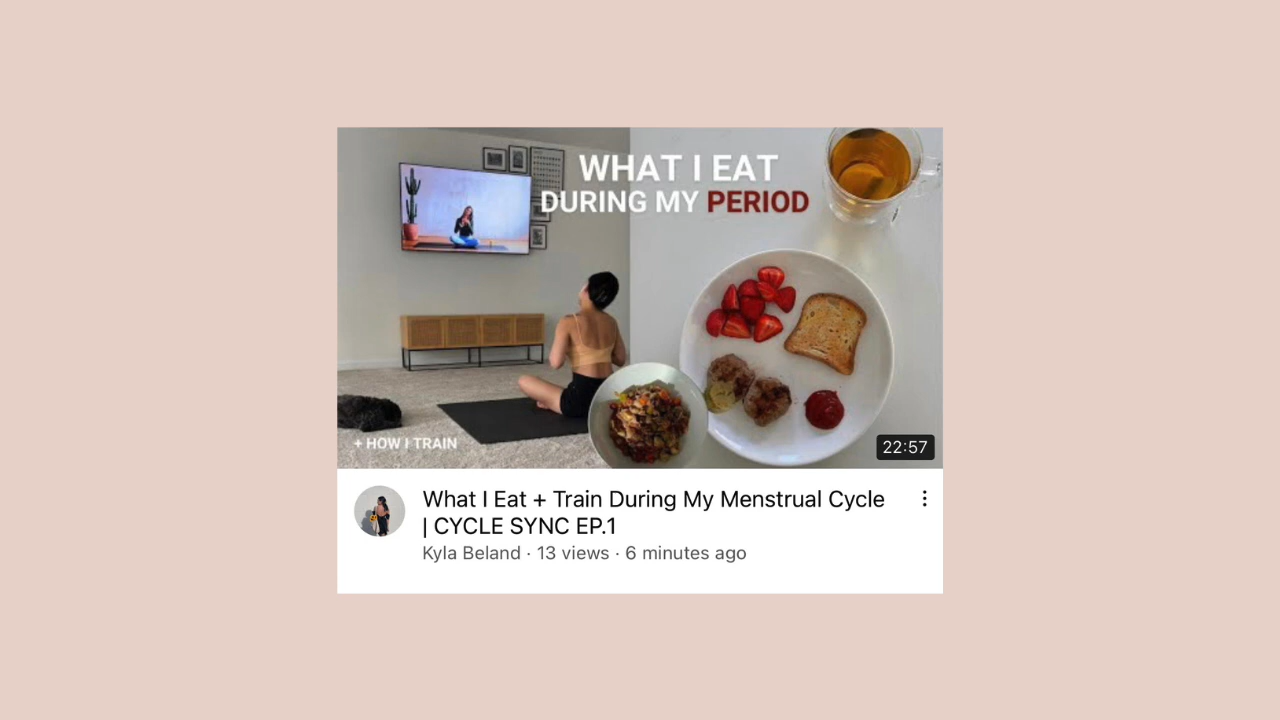 WHAT I EAT
DURING MY PERIOD
+ HOW I TRAIN
22:57
What I Eat + Train During My Menstrual Cycle
| CYCLE SYNC EP.1
Kyla Beland · 13 views · 6 minutes ago